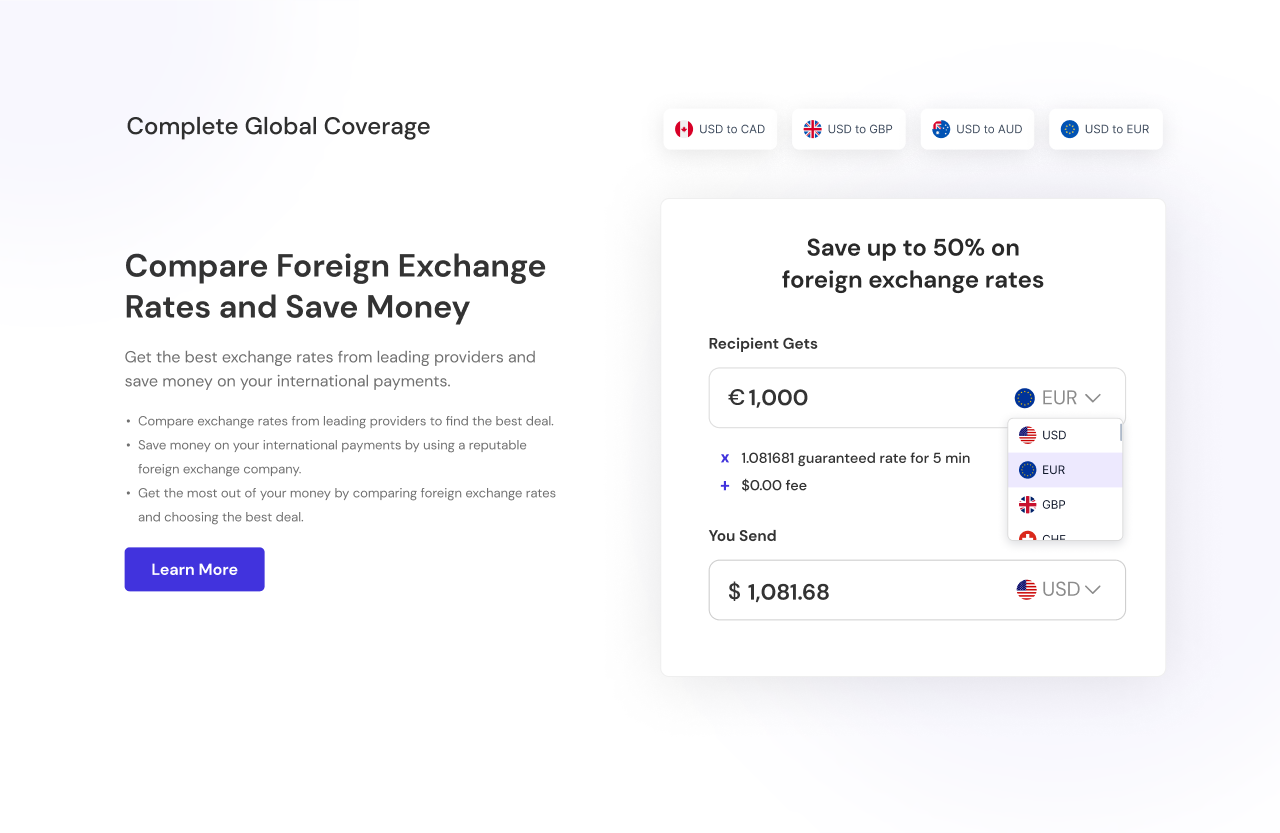 Complete Global Coverage
USD to CAD
USD to GBP
USD to AUD
USD to EUR
Compare Foreign Exchange
Rates and Save Money
Get the best exchange rates from leading providers and
save money on your international payments.
• Compare exchange rates from leading providers to find the best deal.
• Save money on your international payments by using a reputable
foreign exchange company.
• Get the most out of your money by comparing foreign exchange rates
and choosing the best deal.
Learn More
Save up to 50% on
foreign exchange rates
Recipient Gets
€ 1,000
EUR
USD
EUR
GBP
CHF
x 1.081681 guaranteed rate for 5 min
+ $0.00 fee
You Send
$ 1,081.68
USD